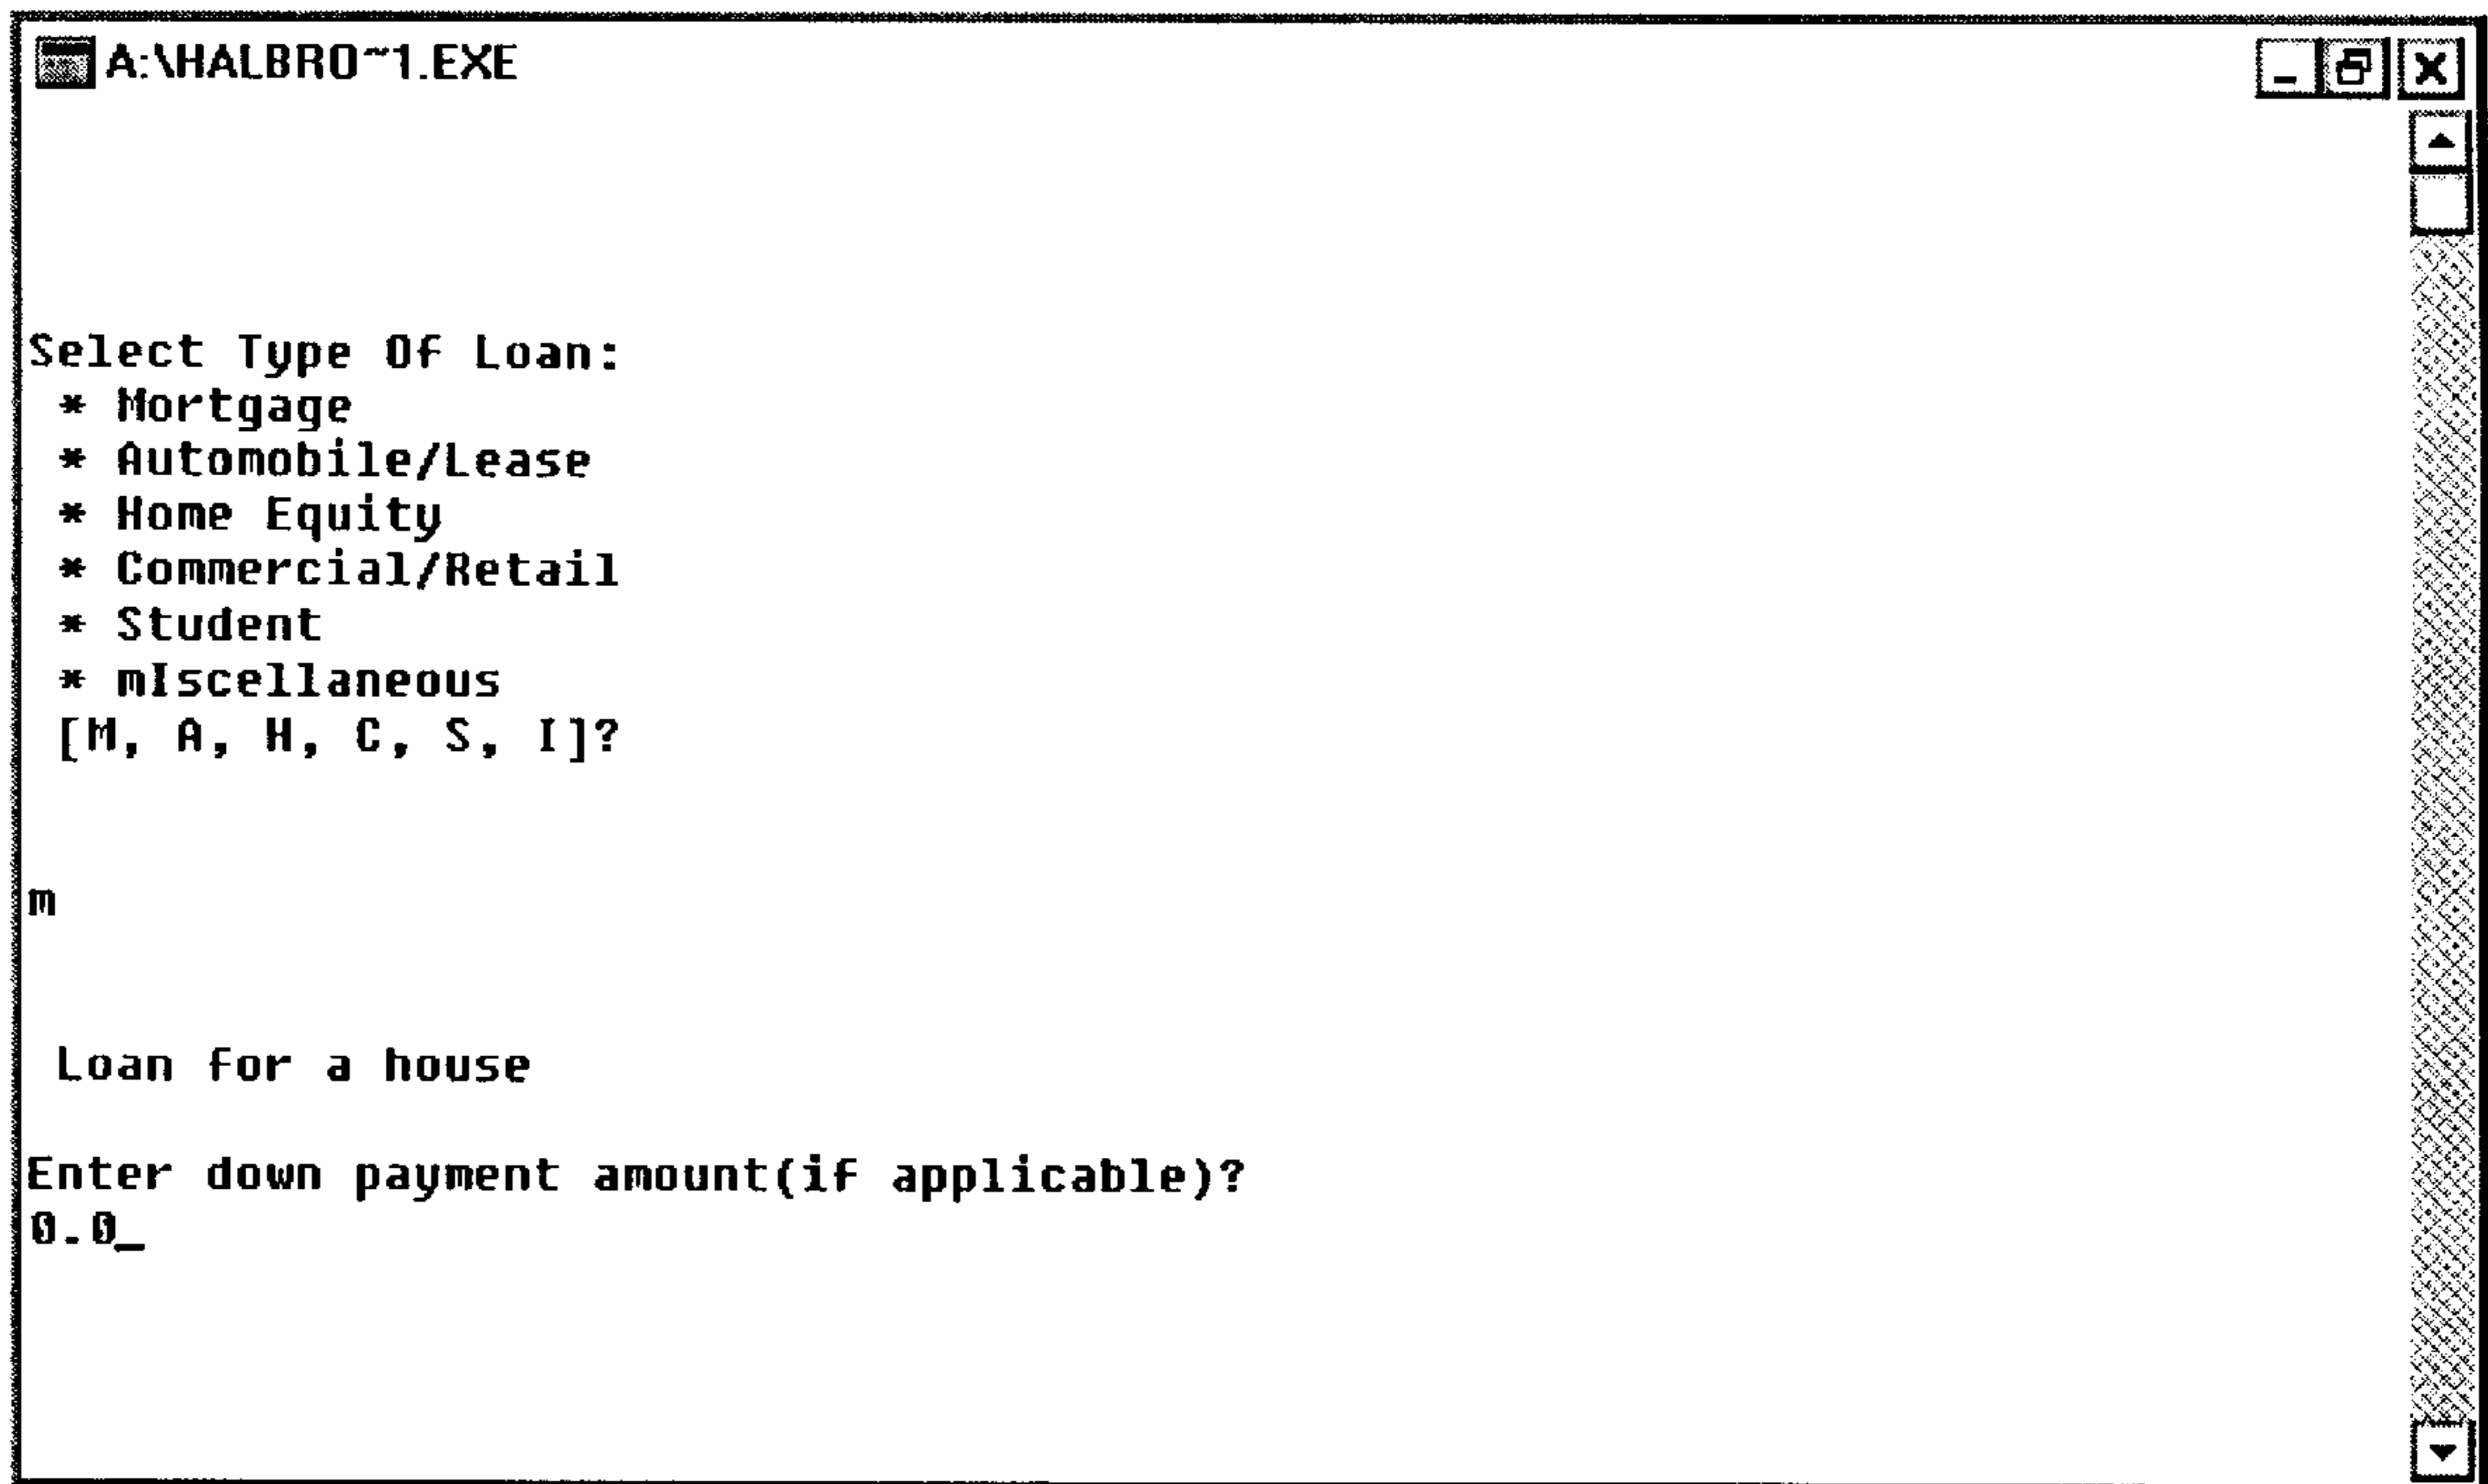 A:\HALBRO~1.EXE
Select Type Of Loan:
* Mortgage
* Automobile/Lease
* Home Equity
* Commercial/Retail
* Student
* mIscellaneous
[M, A, H, C, S, I]?
m
Loan for a house
Enter down payment amount(if applicable)?
0.0_